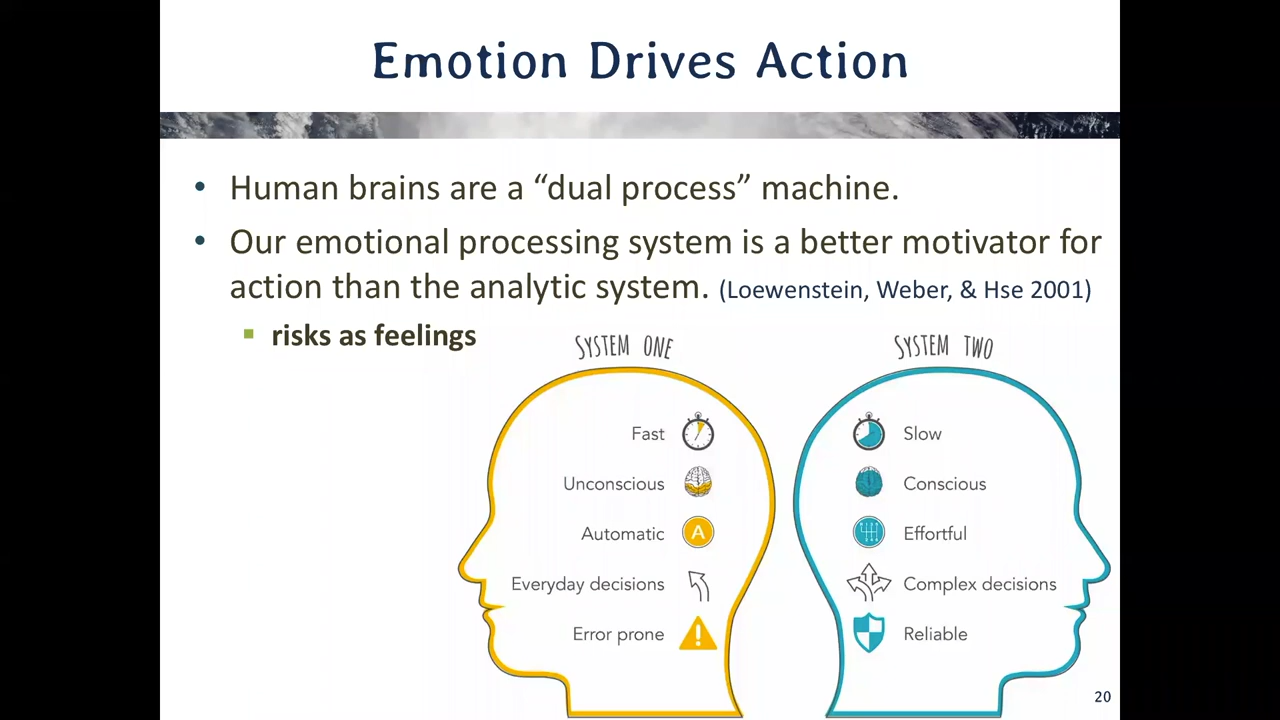 Emotion Drives Action
• Human brains are a “dual process” machine.
• Our emotional processing system is a better motivator for
action than the analytic system. (Loewenstein, Weber, & Hse 2001)
▪ risks as feelings
SYSTEM ONE
Fast
Unconscious
Automatic A
Everyday decisions
Error prone !
SYSTEM TWO
Slow
Conscious
Effortful
Complex decisions
Reliable
20